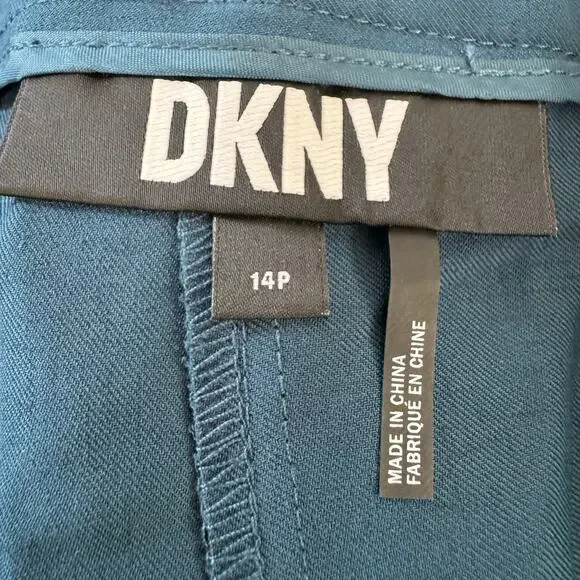 DKNY
14P
MADE IN CHINA
FABRIQUÉ EN CHINE